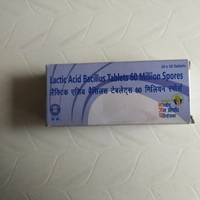 10 x 10 Tablets
Lactic Acid Bacillus Tablets 60 Million Spores
लैक्टिक एसिड बैसिलस टैबलेट्स 60 मिलियन स्पोर्स